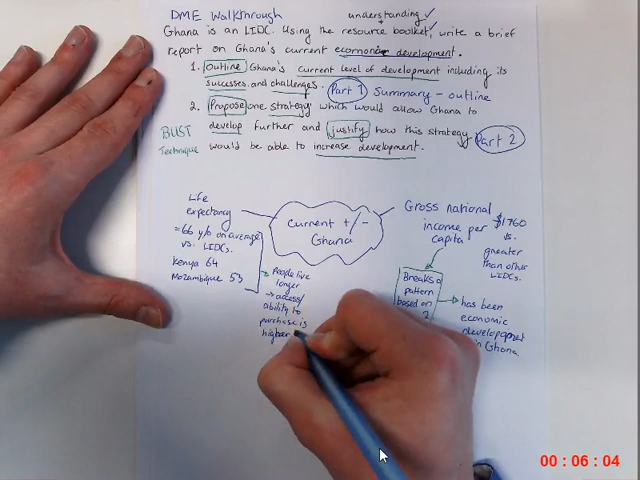 DME Walkthrough
understanding ✓
Ghana is an LIDC. Using the resource booklet, write a brief
report on Ghana's current economic development.
1. Outline Ghana's current level of development including its
successes and challenges. Part 1 Summary - outline
2. Propose one strategy which would allow Ghana to
develop further and justify how this strategy
would be able to increase development.
Part 2
BUST
Technique
Life
expectancy
= 66 y/o on average
vs. LIDCs.
Kenya 64
Mozambique 53
→ People live
longer
→ access/
ability to
purchase is
higher
Current +/-
Ghana
Gross national
income per
capita
$1760
vs.
greater
than other
LIDCs.
Breaks a
pattern
based on
→ has been
economic
development
in Ghana.
00:06:04